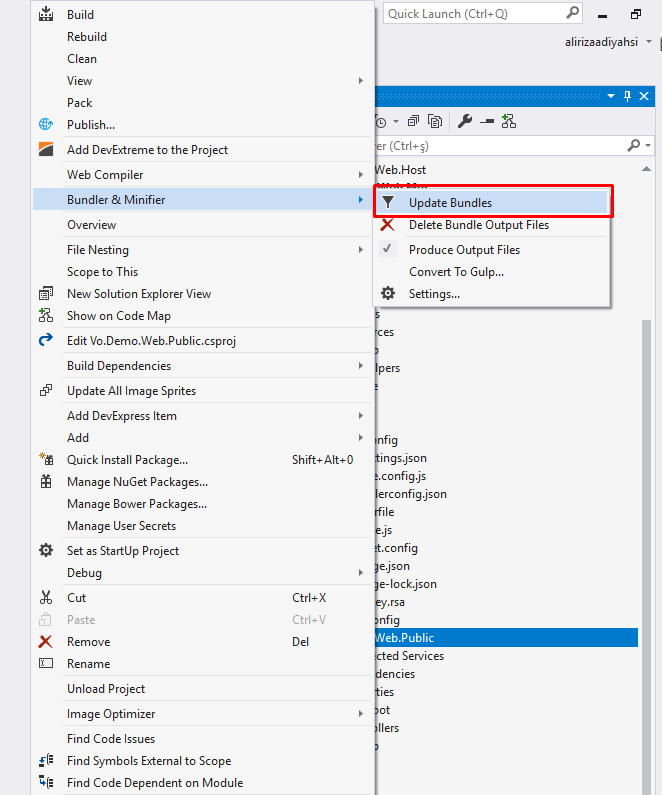 Quick Launch (Ctrl+Q)
alirizaadiyahsi
Build
Rebuild
Clean
View
Pack
Publish...
Add DevExtreme to the Project
Web Compiler
Bundler & Minifier
Overview
File Nesting
Scope to This
New Solution Explorer View
Show on Code Map
Edit Vo.Demo.Web.Public.csproj
Build Dependencies
Update All Image Sprites
Add DevExpress Item
Add
Quick Install Package... Shift+Alt+0
Manage NuGet Packages...
Manage Bower Packages...
Manage User Secrets
Set as StartUp Project
Debug
Cut Ctrl+X
Paste Ctrl+V
Remove Del
Rename
Unload Project
Image Optimizer
Find Code Issues
Find Symbols External to Scope
Find Code Dependent on Module
Update Bundles
Delete Bundle Output Files
Produce Output Files
Convert To Gulp...
Settings...
rer (Ctrl+ş)
Web.Host
s
rces
o
lpers
e
onfig
ttings.json
e.config.js
lerconfig.json
rfile
e.js
et.config
ge.json
ge-lock.json
ey.rsa
onfig
Web.Public
ected Services
dencies
rties
oot
ollers